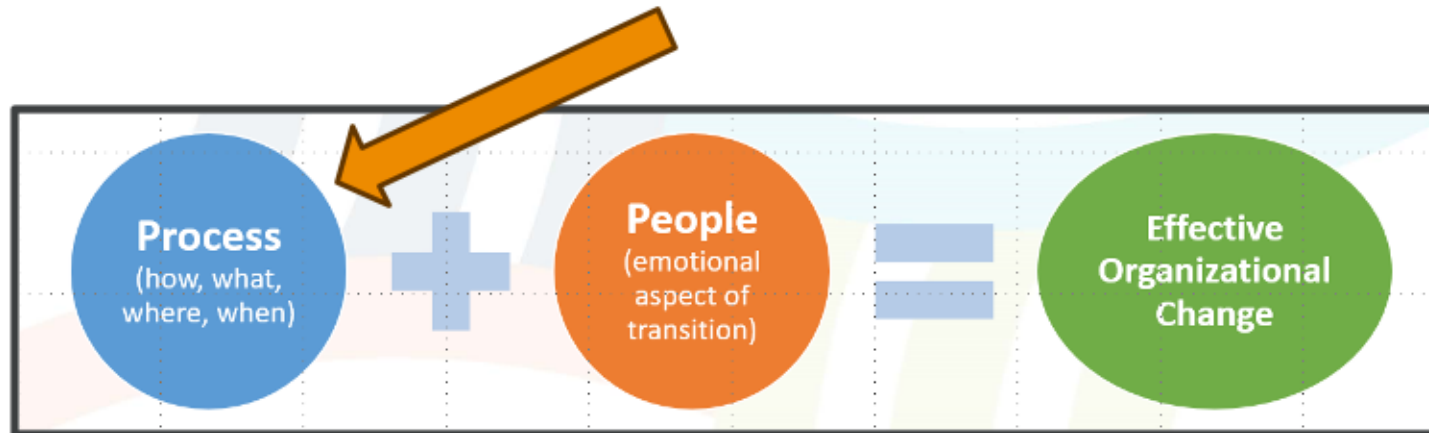 Process
(how, what,
where, when)
People
(emotional
aspect of
transition)
Effective
Organizational
Change